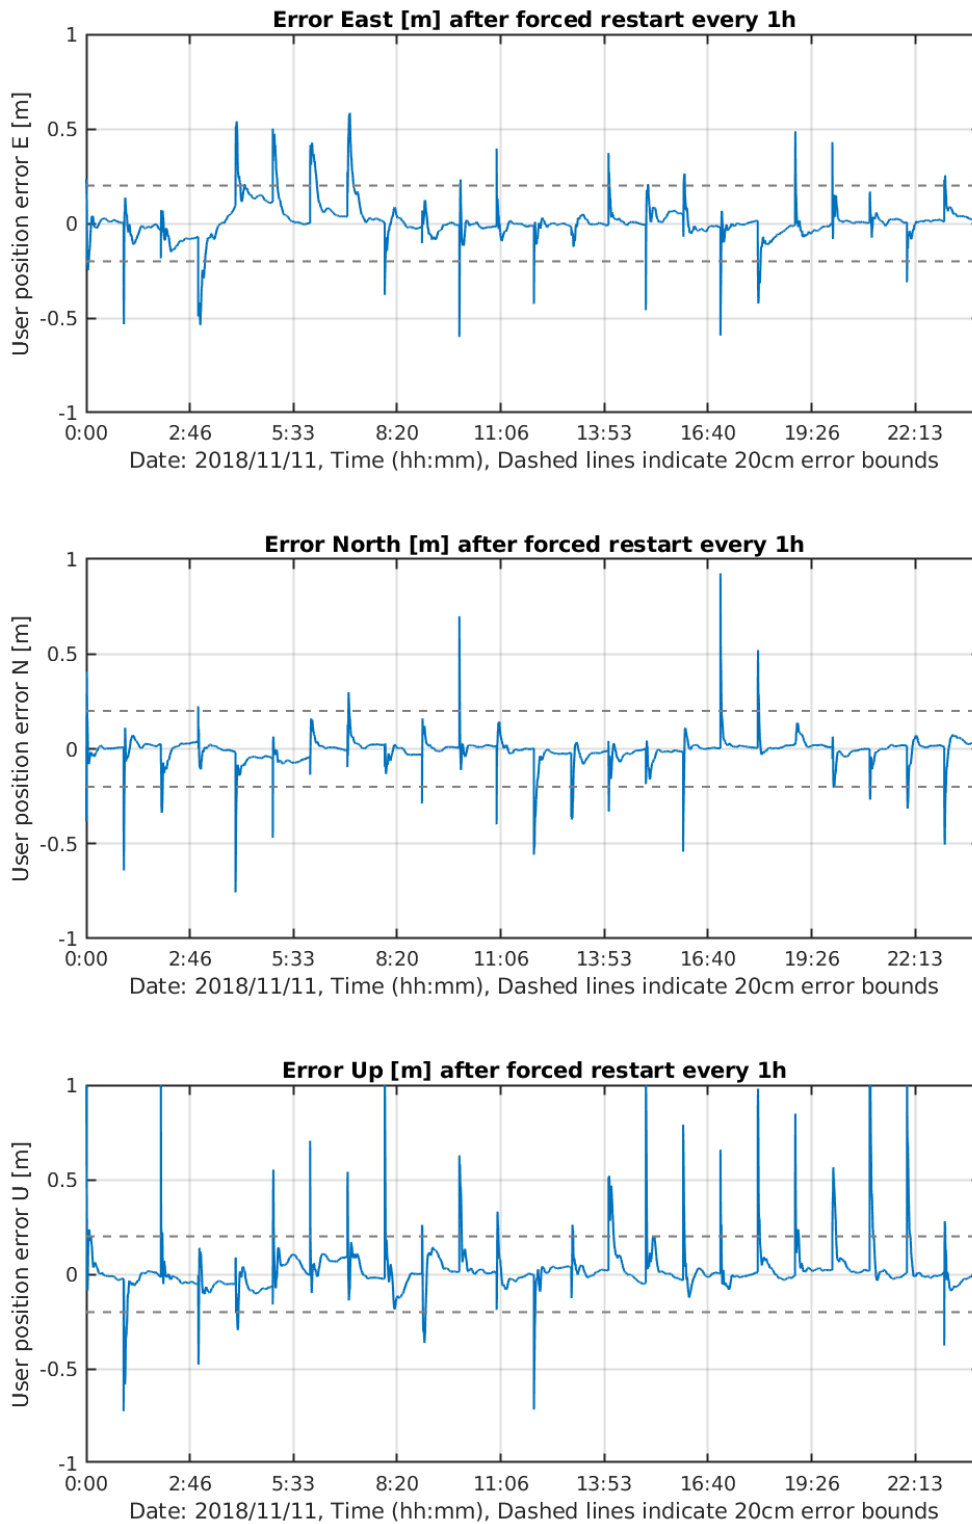 Error East [m] after forced restart every 1h
User position error E [m]
1
0.5
0
-0.5
-1
0:00 2:46 5:33 8:20 11:06 13:53 16:40 19:26 22:13
Date: 2018/11/11, Time (hh:mm), Dashed lines indicate 20cm error bounds
Error North [m] after forced restart every 1h
User position error N [m]
1
0.5
0
-0.5
-1
0:00 2:46 5:33 8:20 11:06 13:53 16:40 19:26 22:13
Date: 2018/11/11, Time (hh:mm), Dashed lines indicate 20cm error bounds
Error Up [m] after forced restart every 1h
User position error U [m]
1
0.5
0
-0.5
-1
0:00 2:46 5:33 8:20 11:06 13:53 16:40 19:26 22:13
Date: 2018/11/11, Time (hh:mm), Dashed lines indicate 20cm error bounds